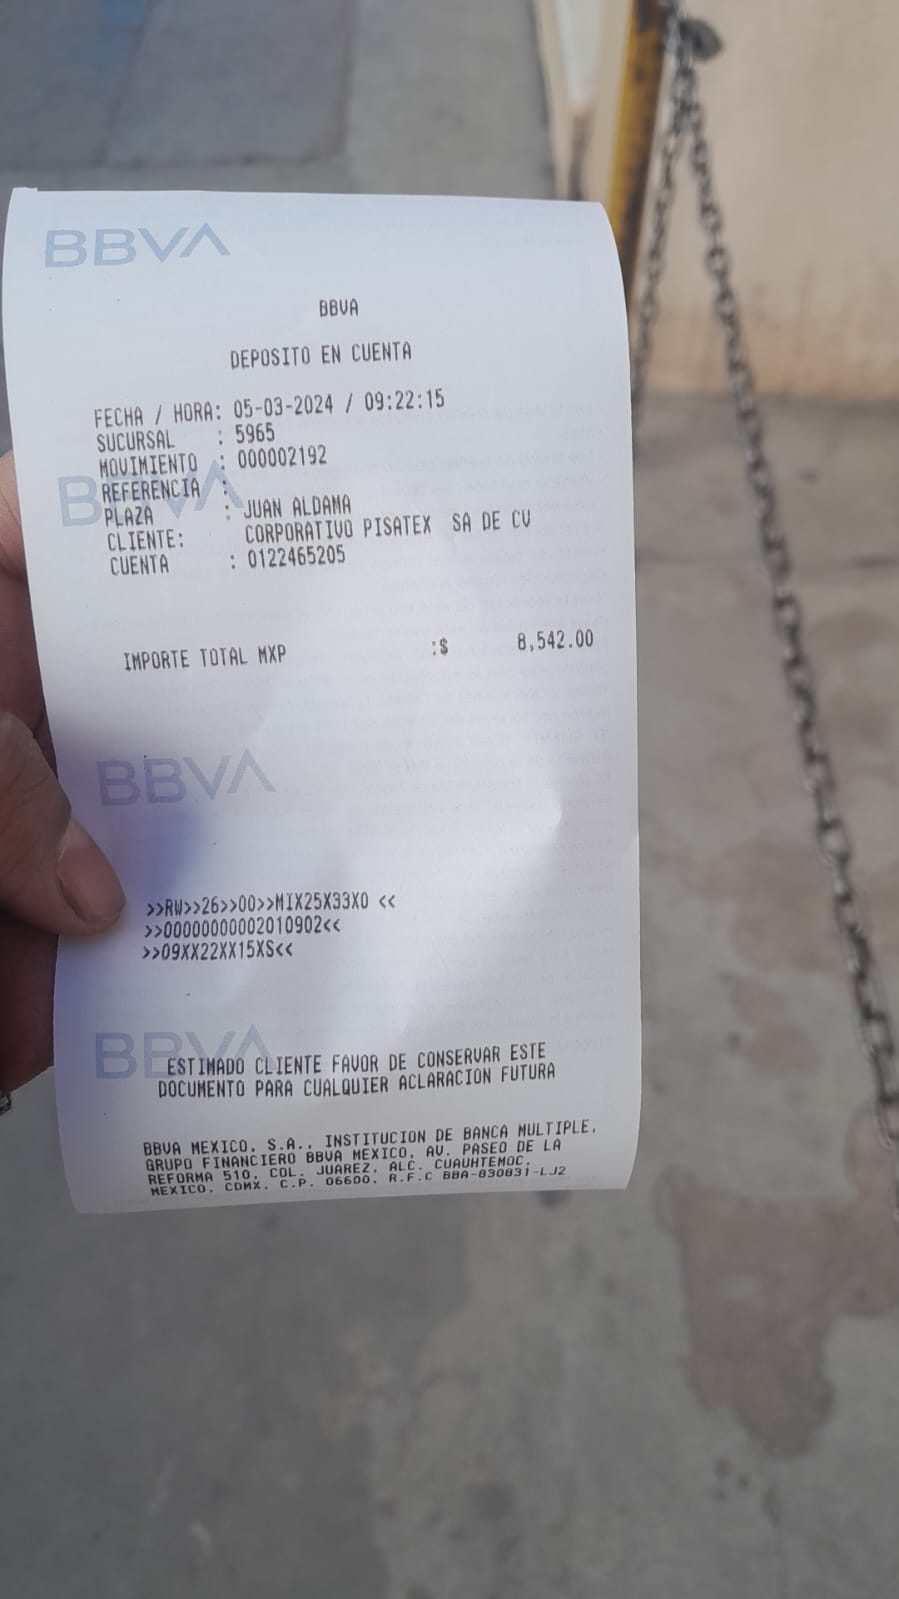 BBVA
BBVA
DEPOSITO EN CUENTA
FECHA / HORA: 05-03-2024 / 09:22:15
SUCURSAL : 5965
MOVIMIENTO : 000002192
BBVA
REFERENCIA :
PLAZA : JUAN ALDAMA
CLIENTE: CORPORATIVO PISATEX SA DE CV
CUENTA : 0122465205
IMPORTE TOTAL MXP :$ 8,542.00
BBVA
>>RW>>26>>00>>MIX25X33X0 <<
>>00000000002010902<<
>>09XX22XX15XS<<
BBVA
ESTIMADO CLIENTE FAVOR DE CONSERVAR ESTE
DOCUMENTO PARA CUALQUIER ACLARACION FUTURA
BBVA MEXICO, S.A., INSTITUCION DE BANCA MULTIPLE,
GRUPO FINANCIERO BBVA MEXICO, AV. PASEO DE LA
REFORMA 510, COL. JUAREZ, ALC. CUAUHTEMOC,
MEXICO, CDMX. C.P. 06600. R.F.C BBA-830831-LJ2